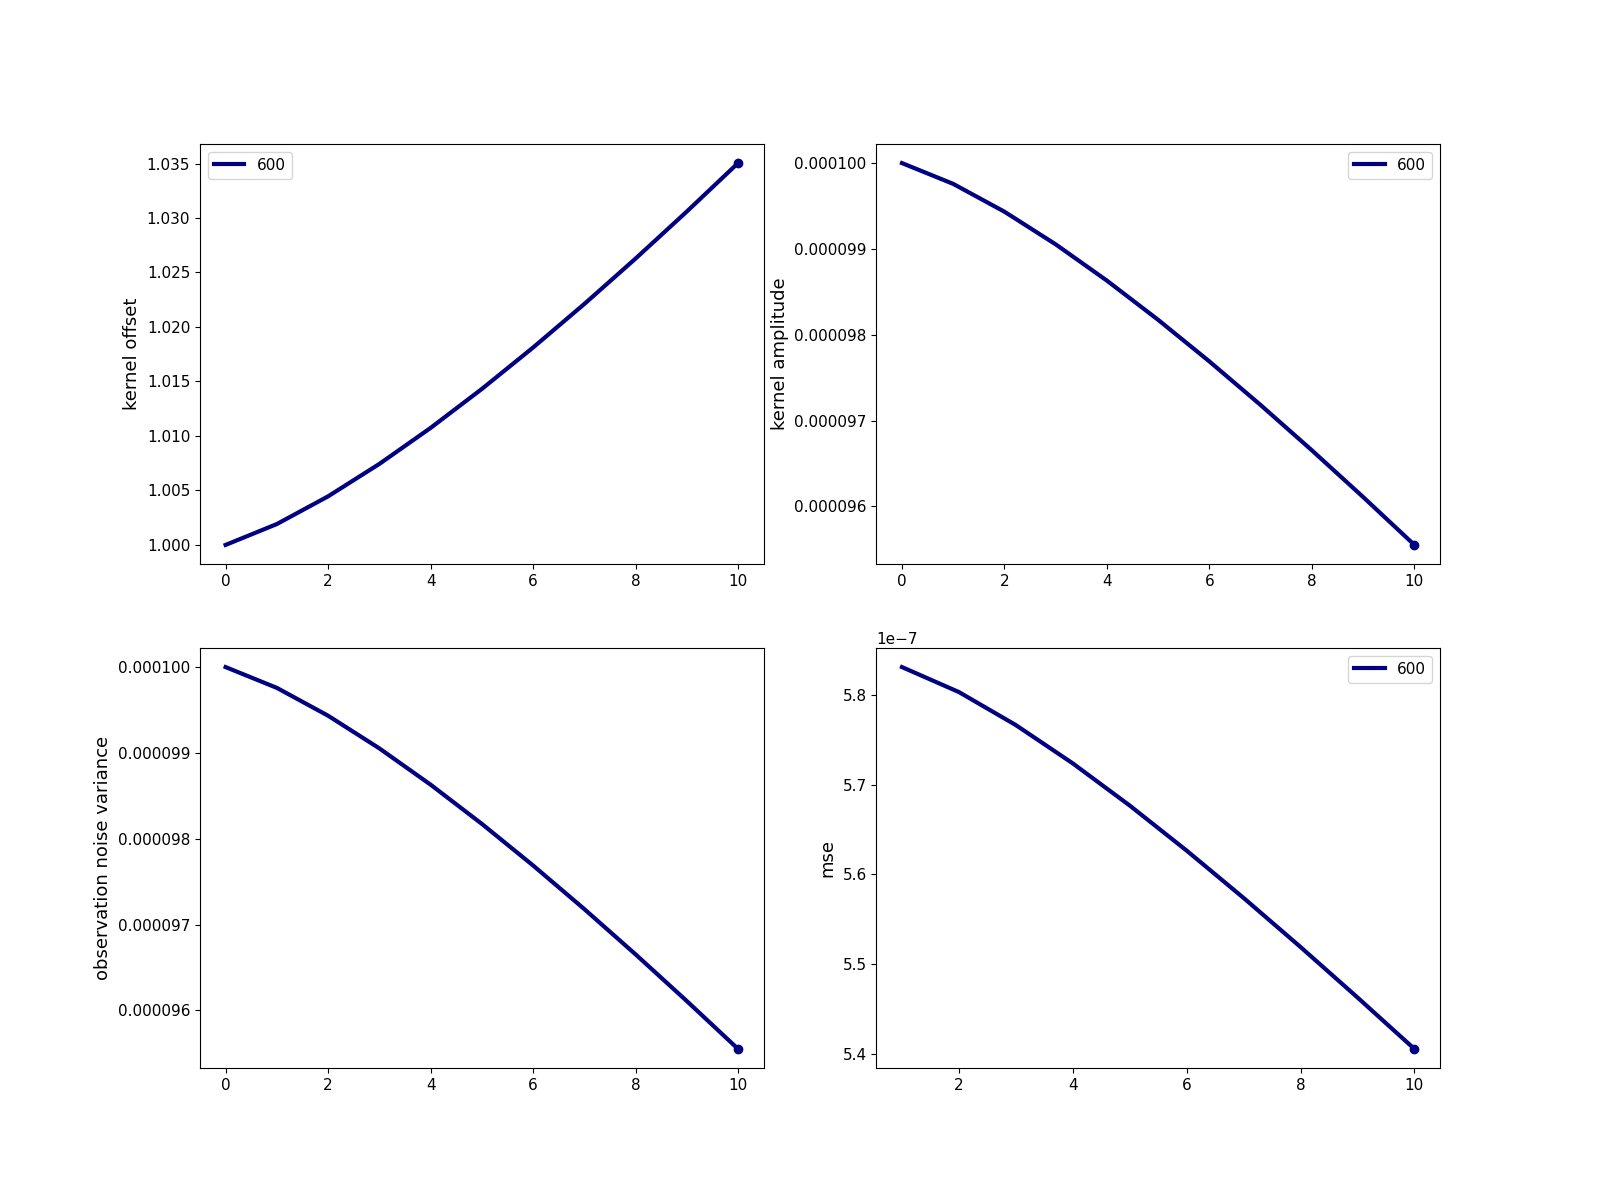 kernel offset
1.035
1.030
1.025
1.020
1.015
1.010
1.005
1.000
600
0 2 4 6 8 10
kernel amplitude
0.000100
0.000099
0.000098
0.000097
0.000096
600
0 2 4 6 8 10
observation noise variance
0.000100
0.000099
0.000098
0.000097
0.000096
0 2 4 6 8 10
1e−7
mse
5.8
5.7
5.6
5.5
5.4
600
2 4 6 8 10